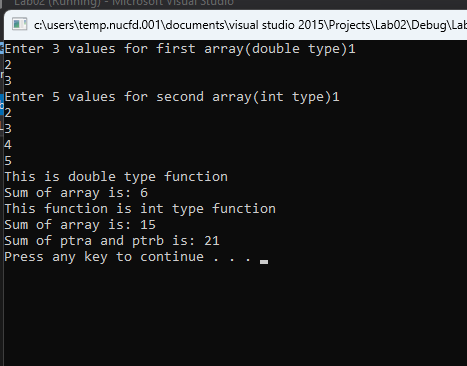 Lab02 (Running) - Microsoft Visual Studio
c:\users\temp.nucfd.001\documents\visual studio 2015\Projects\Lab02\Debug\Lab
Enter 3 values for first array(double type)1
2
3
Enter 5 values for second array(int type)1
2
3
4
5
This is double type function
Sum of array is: 6
This function is int type function
Sum of array is: 15
Sum of ptra and ptrb is: 21
Press any key to continue . . .